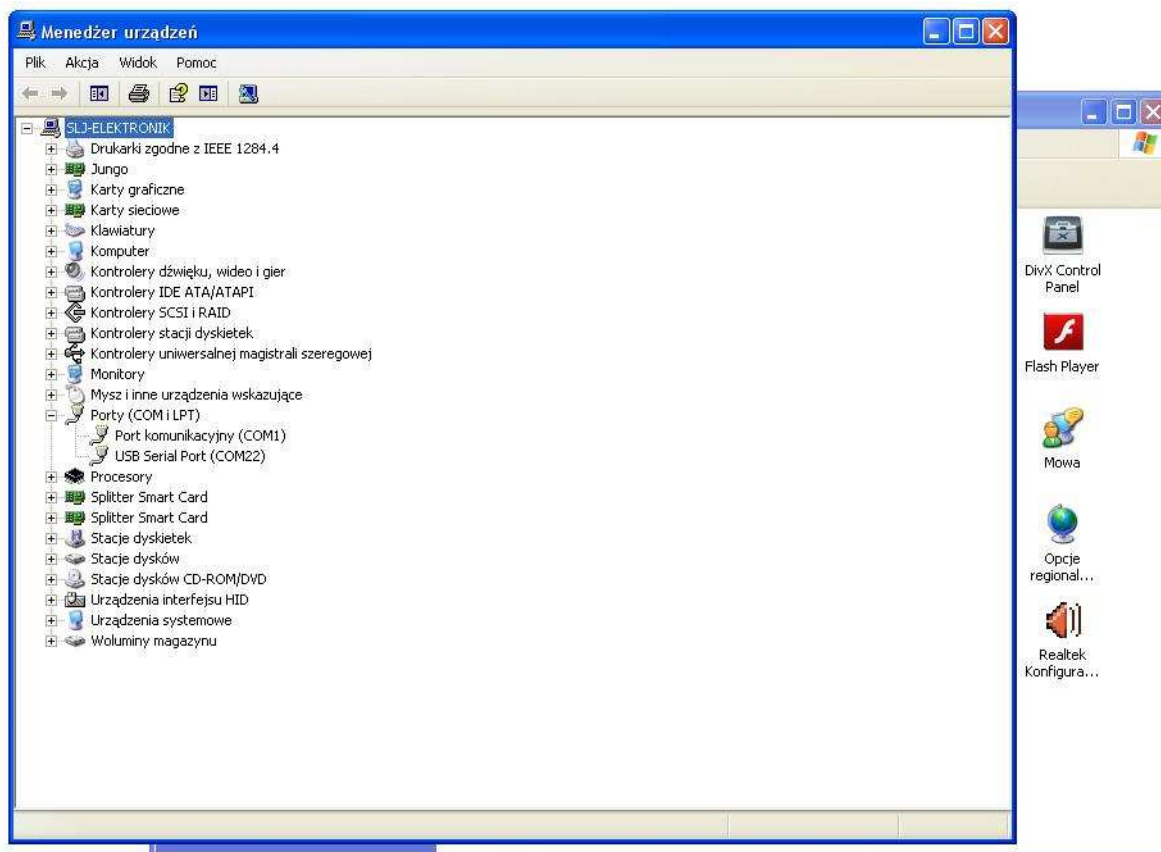 Menedżer urządzeń
Plik Akcja Widok Pomoc
SLJ-ELEKTRONIK
Drukarki zgodne z IEEE 1284.4
Jungo
Karty graficzne
Karty sieciowe
Klawiatury
Komputer
Kontrolery dźwięku, wideo i gier
Kontrolery IDE ATA/ATAPI
Kontrolery SCSI i RAID
Kontrolery stacji dyskietek
Kontrolery uniwersalnej magistrali szeregowej
Monitory
Mysz i inne urządzenia wskazujące
Porty (COM i LPT)
Port komunikacyjny (COM1)
USB Serial Port (COM22)
Procesory
Splitter Smart Card
Splitter Smart Card
Stacje dyskietek
Stacje dysków
Stacje dysków CD-ROM/DVD
Urządzenia interfejsu HID
Urządzenia systemowe
Woluminy magazynu
DivX Control
Panel
Flash Player
Mowa
Opcje
regional...
Realtek
Konfigura...